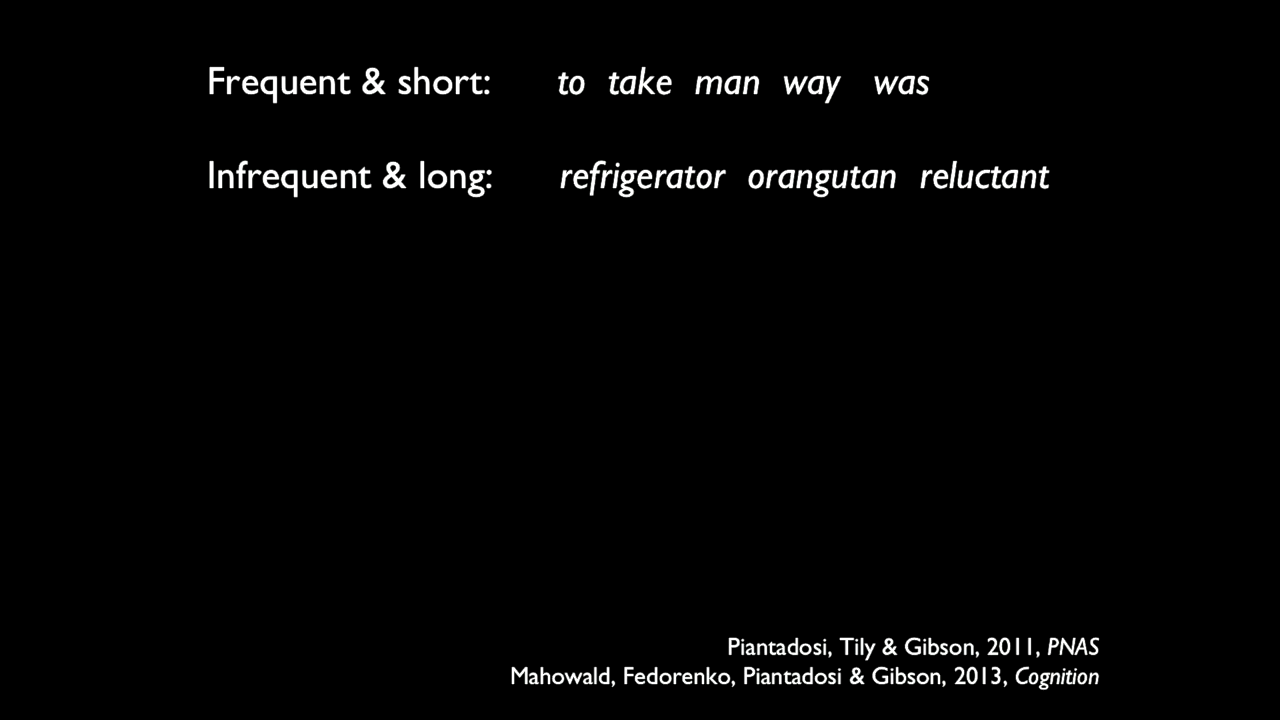 Frequent & short: to take man way was
Infrequent & long: refrigerator orangutan reluctant
Piantadosi, Tily & Gibson, 2011, PNAS
Mahowald, Fedorenko, Piantadosi & Gibson, 2013, Cognition